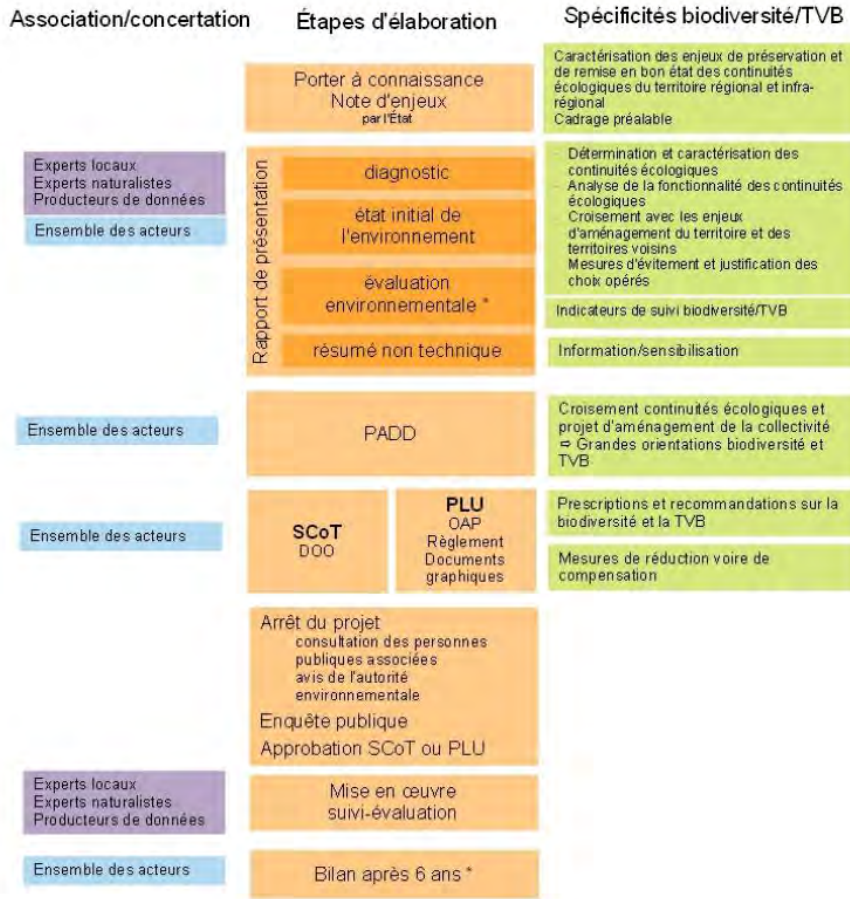 Association/concertation
Étapes d'élaboration
Spécificités biodiversité/TVB
Porter à connaissance
Note d'enjeux
par l'État
Caractérisation des enjeux de préservation et
de remise en bon état des continuités
écologiques du territoire régional et infra-
régional
Cadrage préalable
Experts locaux
Experts naturalistes
Producteurs de données
Ensemble des acteurs
Rapport de présentation
diagnostic
état initial de
l'environnement
évaluation
environnementale *
résumé non technique
Détermination et caractérisation des
continuités écologiques
Analyse de la fonctionnalité des continuités
écologiques
Croisement avec les enjeux
d'aménagement du territoire et des
territoires voisins
Mesures d'évitement et justification des
choix opérés
Indicateurs de suivi biodiversité/TVB
Information/sensibilisation
Ensemble des acteurs
PADD
Croisement continuités écologiques et
projet d'aménagement de la collectivité
⇨ Grandes orientations biodiversité et
TVB
Ensemble des acteurs
SCoT
DOO
PLU
OAP
Règlement
Documents
graphiques
Prescriptions et recommandations sur la
biodiversité et la TVB
Mesures de réduction voire de
compensation
Arrêt du projet
consultation des personnes
publiques associées
avis de l'autorité
environnementale
Enquête publique
Approbation SCoT ou PLU
Experts locaux
Experts naturalistes
Producteurs de données
Mise en œuvre
suivi-évaluation
Ensemble des acteurs
Bilan après 6 ans *